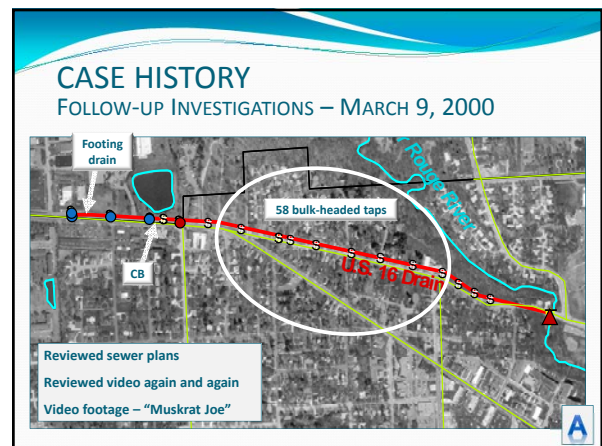 CASE HISTORY
FOLLOW-UP INVESTIGATIONS – MARCH 9, 2000
Footing
drain
58 bulk-headed taps
Rouge River
CB
S S S S S S S S S S S S S S
U.S. 16 Drain
Reviewed sewer plans
Reviewed video again and again
Video footage – “Muskrat Joe”
A